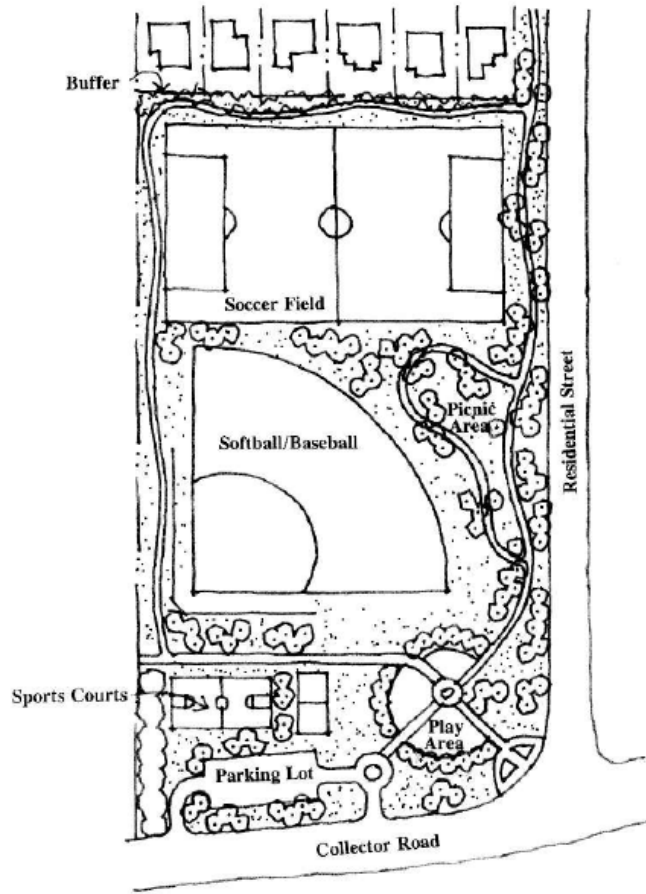 Buffer
Soccer Field
Picnic
Area
Softball/Baseball
Residential Street
Sports Courts
Play
Area
Parking Lot
Collector Road